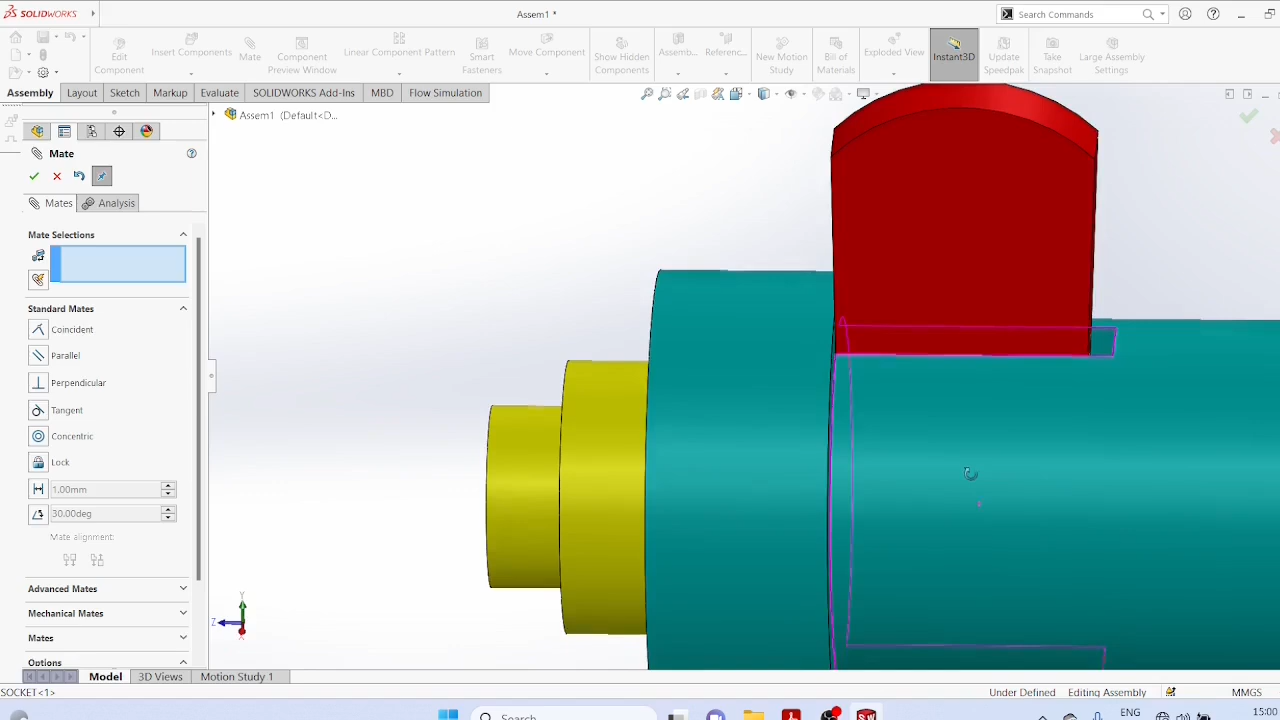 SOLIDWORKS
Assem1 *
Search Commands
Edit Component
Insert Components
Mate
Component Preview Window
Linear Component Pattern
Smart Fasteners
Move Component
Show Hidden Components
Assemb...
Referenc...
New Motion Study
Bill of Materials
Exploded View
Instant3D
Update Speedpak
Take Snapshot
Large Assembly Settings
Assembly
Layout
Sketch
Markup
Evaluate
SOLIDWORKS Add-Ins
MBD
Flow Simulation
Assem1 (Default<D...
Mate
Mates
Analysis
Mate Selections
Standard Mates
Coincident
Parallel
Perpendicular
Tangent
Concentric
Lock
1.00mm
30.00deg
Mate alignment:
Advanced Mates
Mechanical Mates
Mates
Options
Y
Z
X
Model
3D Views
Motion Study 1
SOCKET<1>
Under Defined
Editing Assembly
MMGS
Search
ENG
15:00